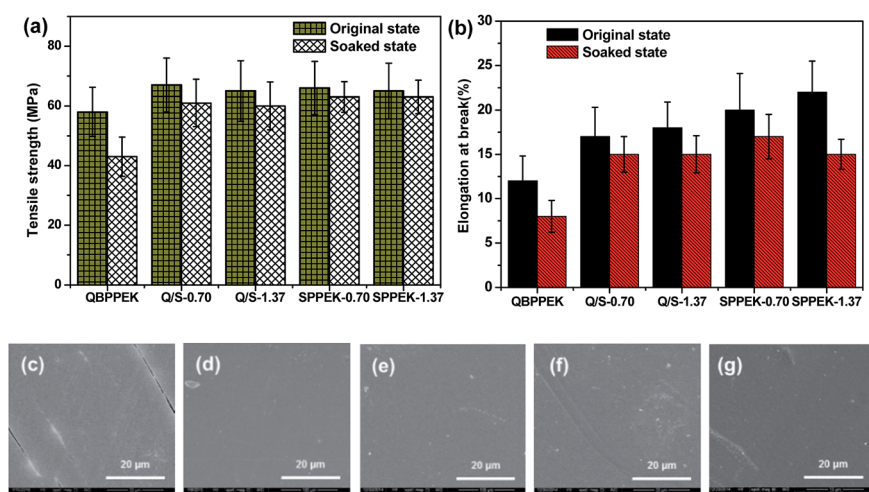 (a)
Original state
Soaked state
Tensile strength (MPa)
80
60
40
20
0
QBPPEK Q/S-0.70 Q/S-1.37 SPPEK-0.70 SPPEK-1.37
(b)
Original state
Soaked state
Elongation at break(%)
30
25
20
15
10
5
0
QBPPEK Q/S-0.70 Q/S-1.37 SPPEK-0.70 SPPEK-1.37
(c) (d) (e) (f) (g)
20 µm 20 µm 20 µm 20 µm 20 µm